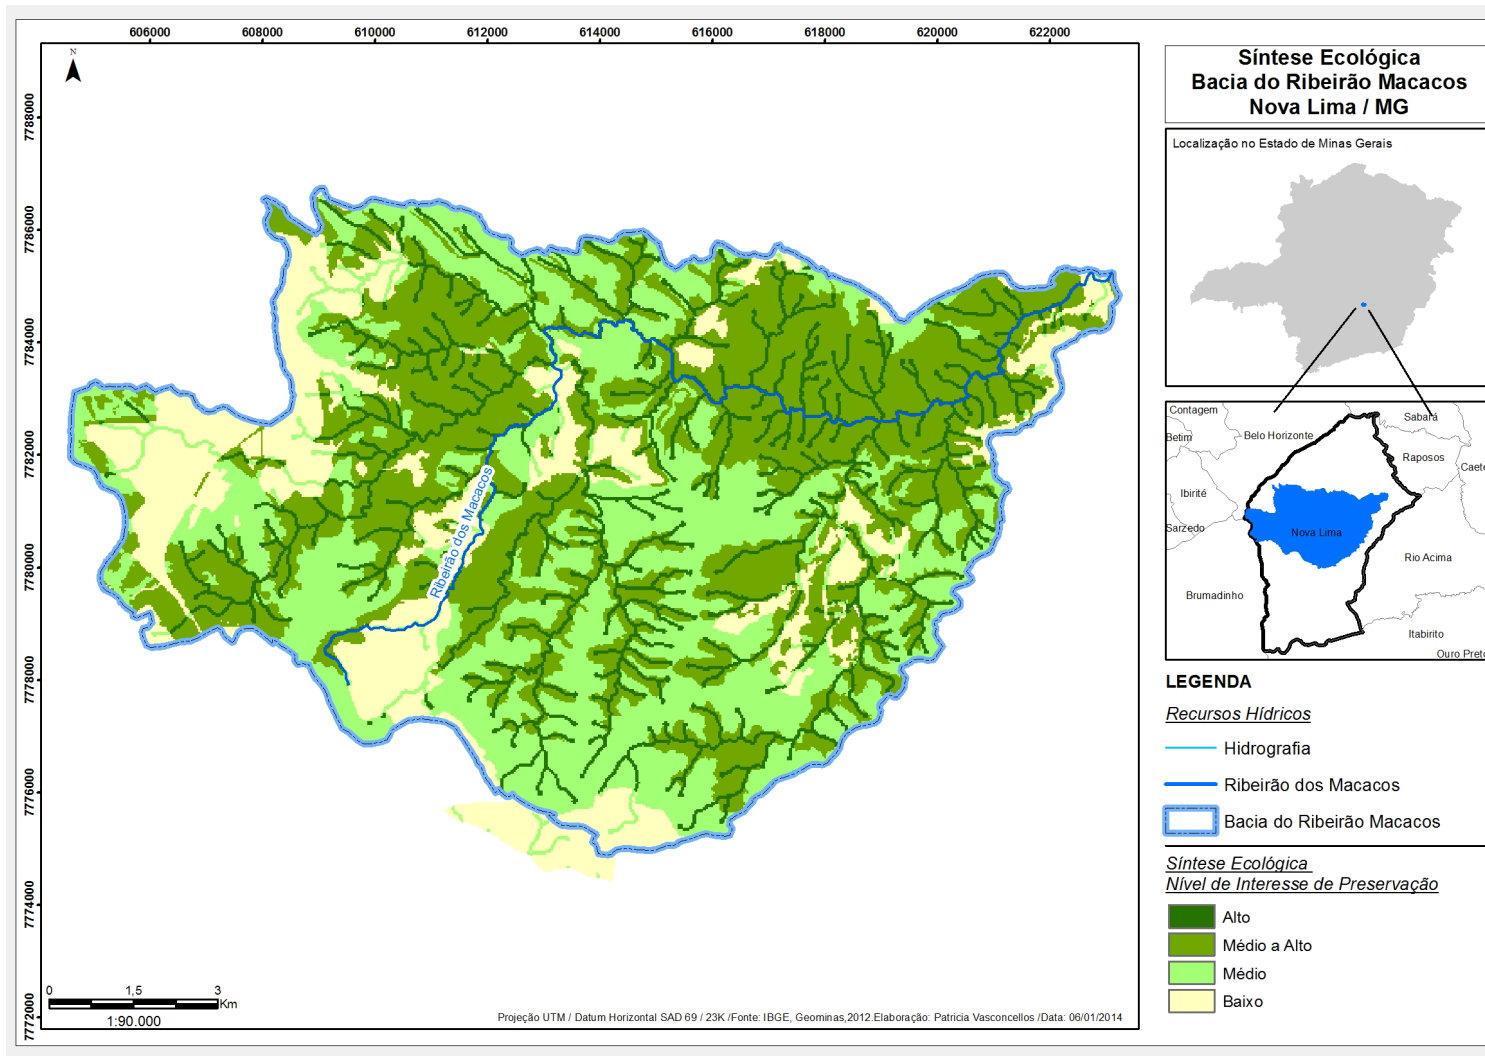 Síntese Ecológica
Bacia do Ribeirão Macacos
Nova Lima / MG
606000
608000
610000
612000
614000
616000
618000
620000
622000
N
7788000
7786000
7784000
7782000
7780000
7778000
7776000
7774000
7772000
Ribeirão dos Macacos
0
1,5
3
Km
1:90.000
Projeção UTM / Datum Horizontal SAD 69 / 23K /Fonte: IBGE, Geominas,2012.Elaboração: Patricia Vasconcellos /Data: 06/01/2014
Localização no Estado de Minas Gerais
Contagem
Sabará
Betim
Belo Horizonte
Raposos
Caeté
Ibirité
Sarzedo
Nova Lima
Rio Acima
Brumadinho
Itabirito
Ouro Preto
LEGENDA
Recursos Hídricos
Hidrografia
Ribeirão dos Macacos
Bacia do Ribeirão Macacos
Síntese Ecológica
Nível de Interesse de Preservação
Alto
Médio a Alto
Médio
Baixo